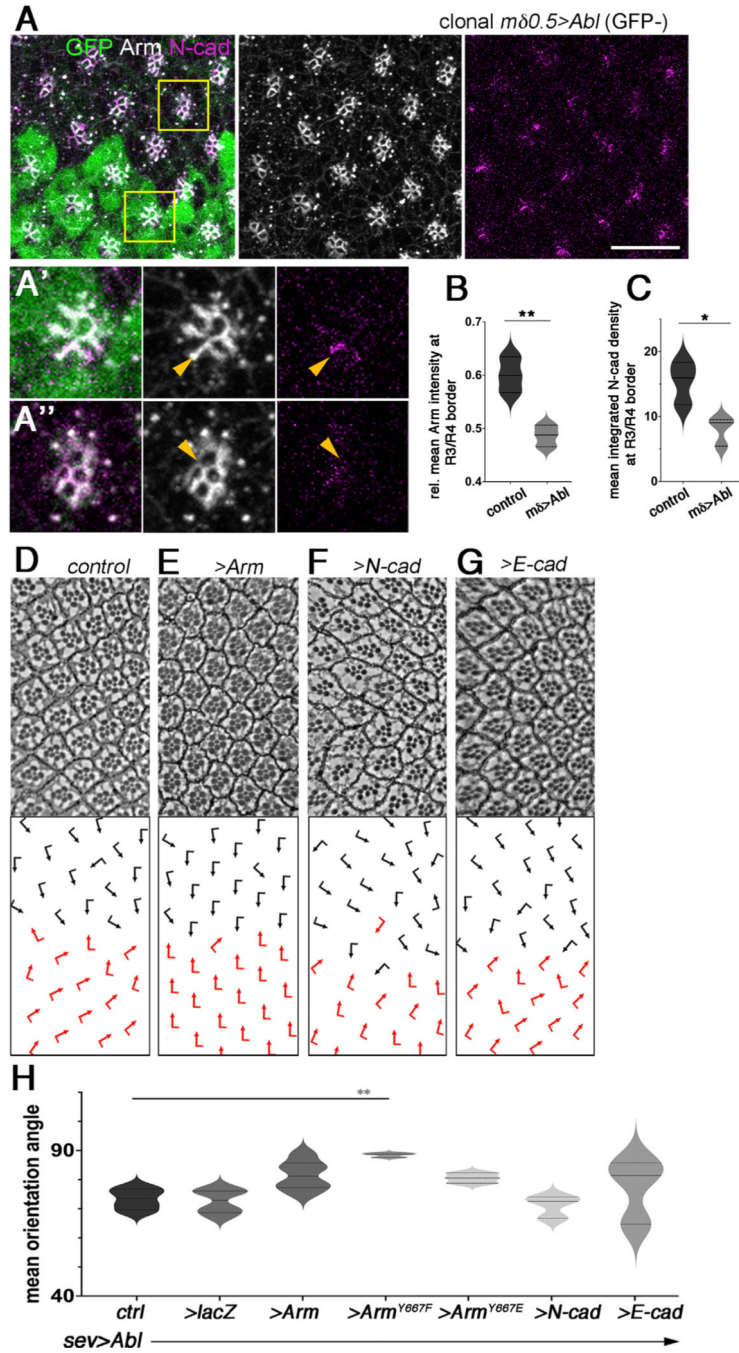 A
clonal mδ0.5>Abl (GFP-)
GFP Arm N-cad
A'
A''
B
C
rel. mean Arm intensity at
R3/R4 border
0.7
0.6
0.5
0.4
**
control
mδ>Abl
mean integrated N-cad density
at R3/R4 border
20
10
0
*
control
mδ>Abl
D control
E >Arm
F >N-cad
G >E-cad
H
mean orientation angle
90
40
**
ctrl >lacZ >Arm >Arm^Y667F >Arm^Y667E >N-cad >E-cad
sev>Abl